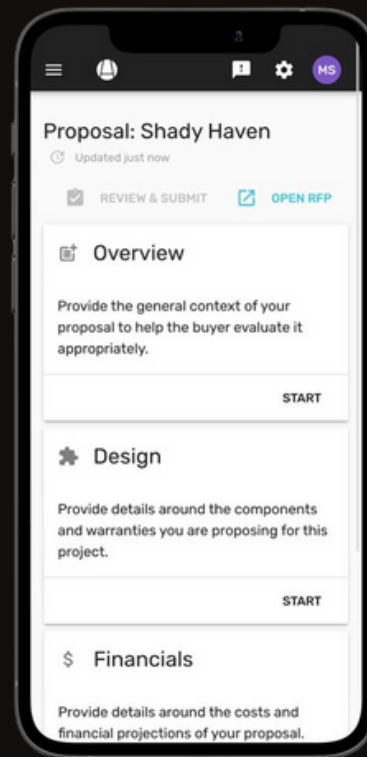 MS
Proposal: Shady Haven
Updated just now
REVIEW & SUBMIT OPEN RFP
Overview
Provide the general context of your
proposal to help the buyer evaluate it
appropriately.
START
Design
Provide details around the components
and warranties you are proposing for this
project.
START
$ Financials
Provide details around the costs and
financial projections of your proposal.